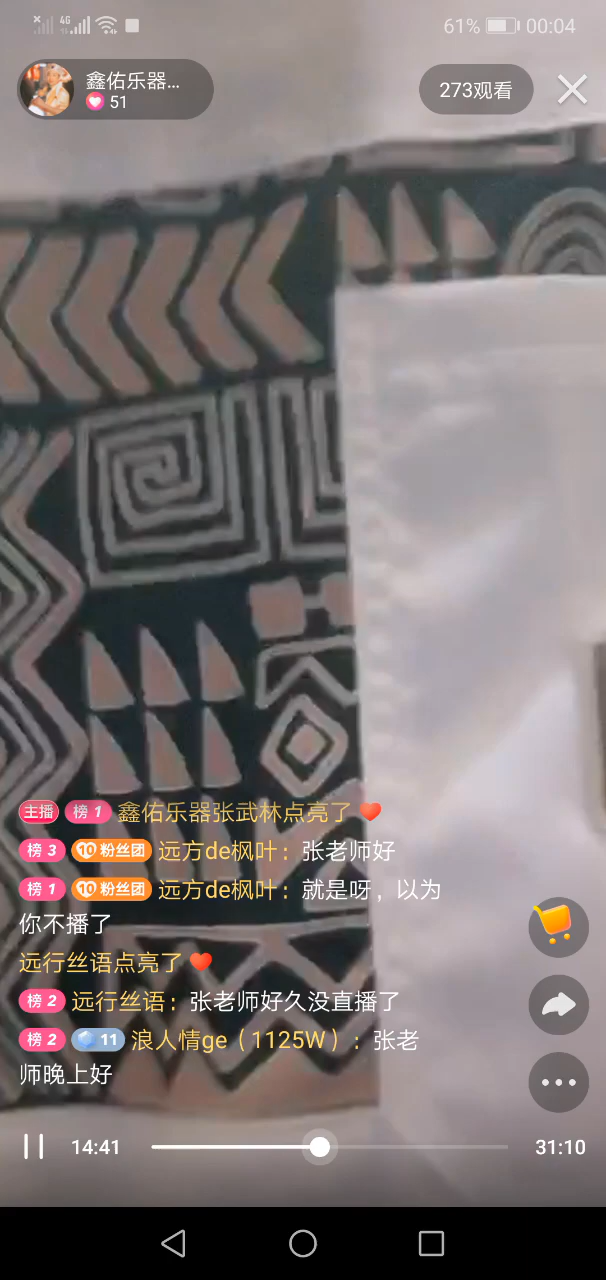 4G 61% 00:04
鑫佑乐器...
51
273观看
主播 榜 1 鑫佑乐器张武林点亮了
榜 3 10 粉丝团 远方de枫叶：张老师好
榜 1 10 粉丝团 远方de枫叶：就是呀，以为
你不播了
远行丝语点亮了
榜 2 远行丝语：张老师好久没直播了
榜 2 11 浪人情ge（1125W）：张老
师晚上好
14:41 31:10